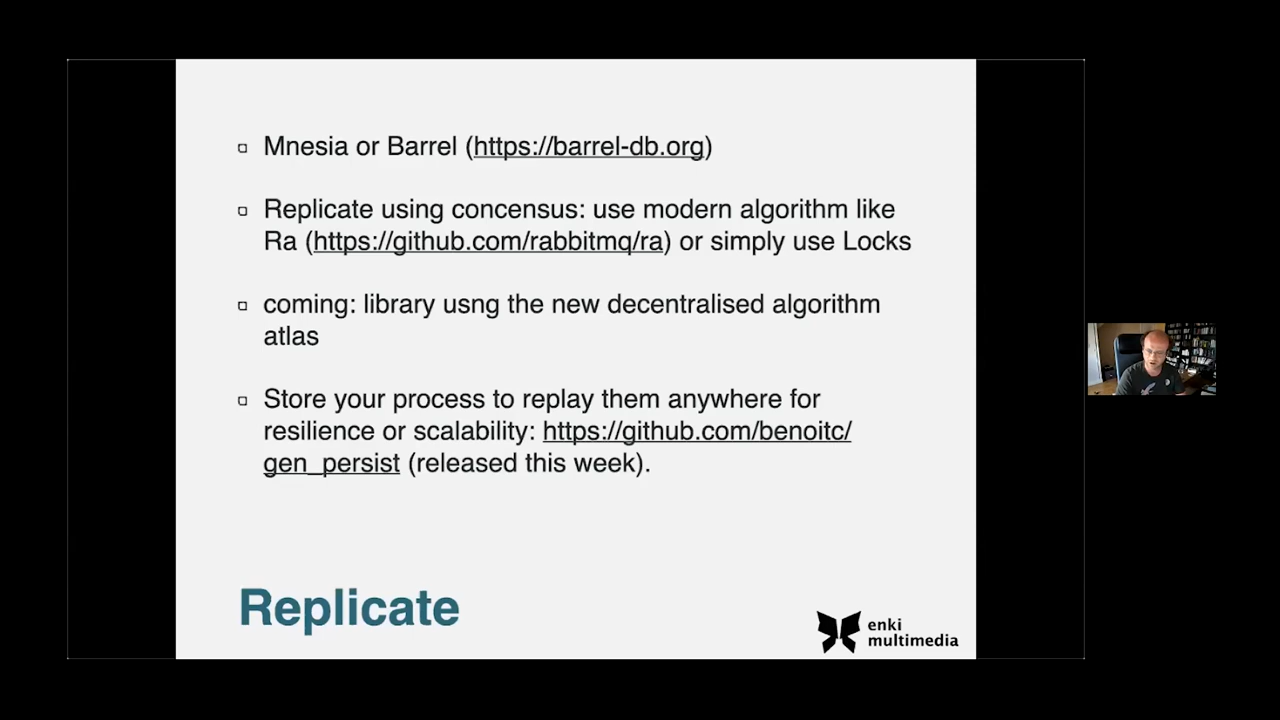 Mnesia or Barrel (https://barrel-db.org)
Replicate using concensus: use modern algorithm like
Ra (https://github.com/rabbitmq/ra) or simply use Locks
coming: library usng the new decentralised algorithm
atlas
Store your process to replay them anywhere for
resilience or scalability: https://github.com/benoitc/
gen_persist (released this week).
Replicate
enki
multimedia